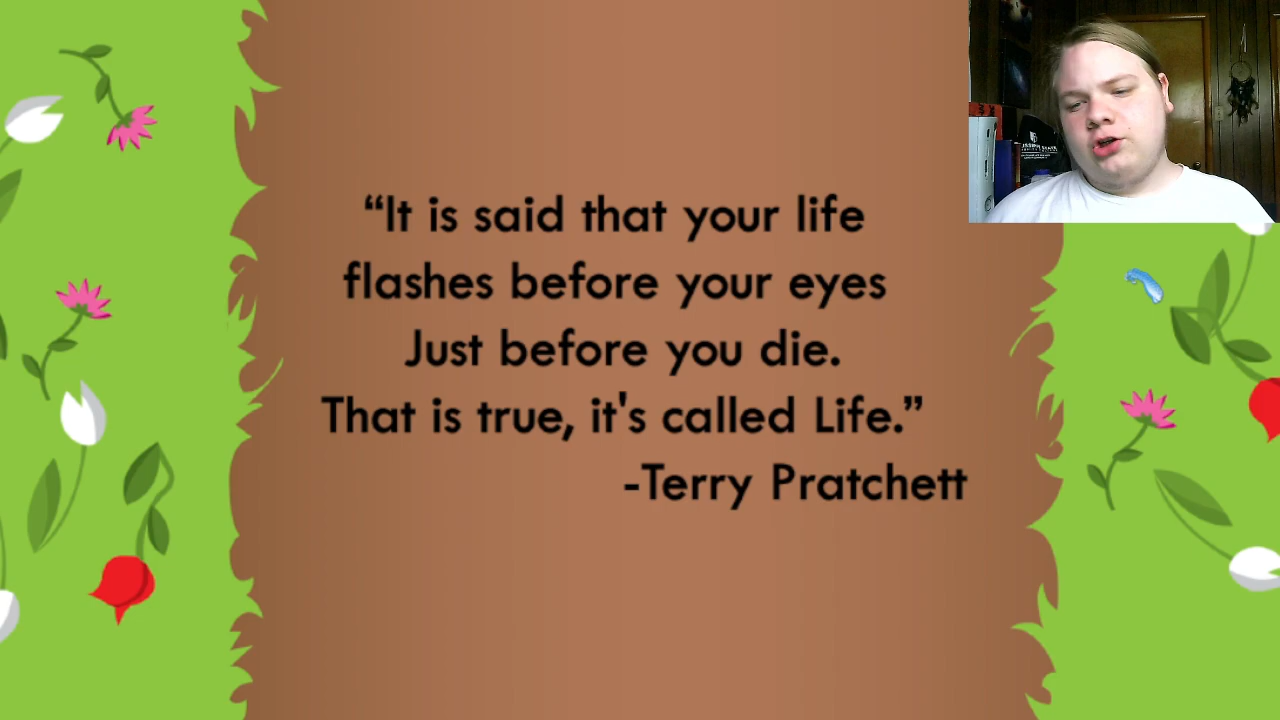 “It is said that your life
flashes before your eyes
Just before you die.
That is true, it's called Life.”
-Terry Pratchett